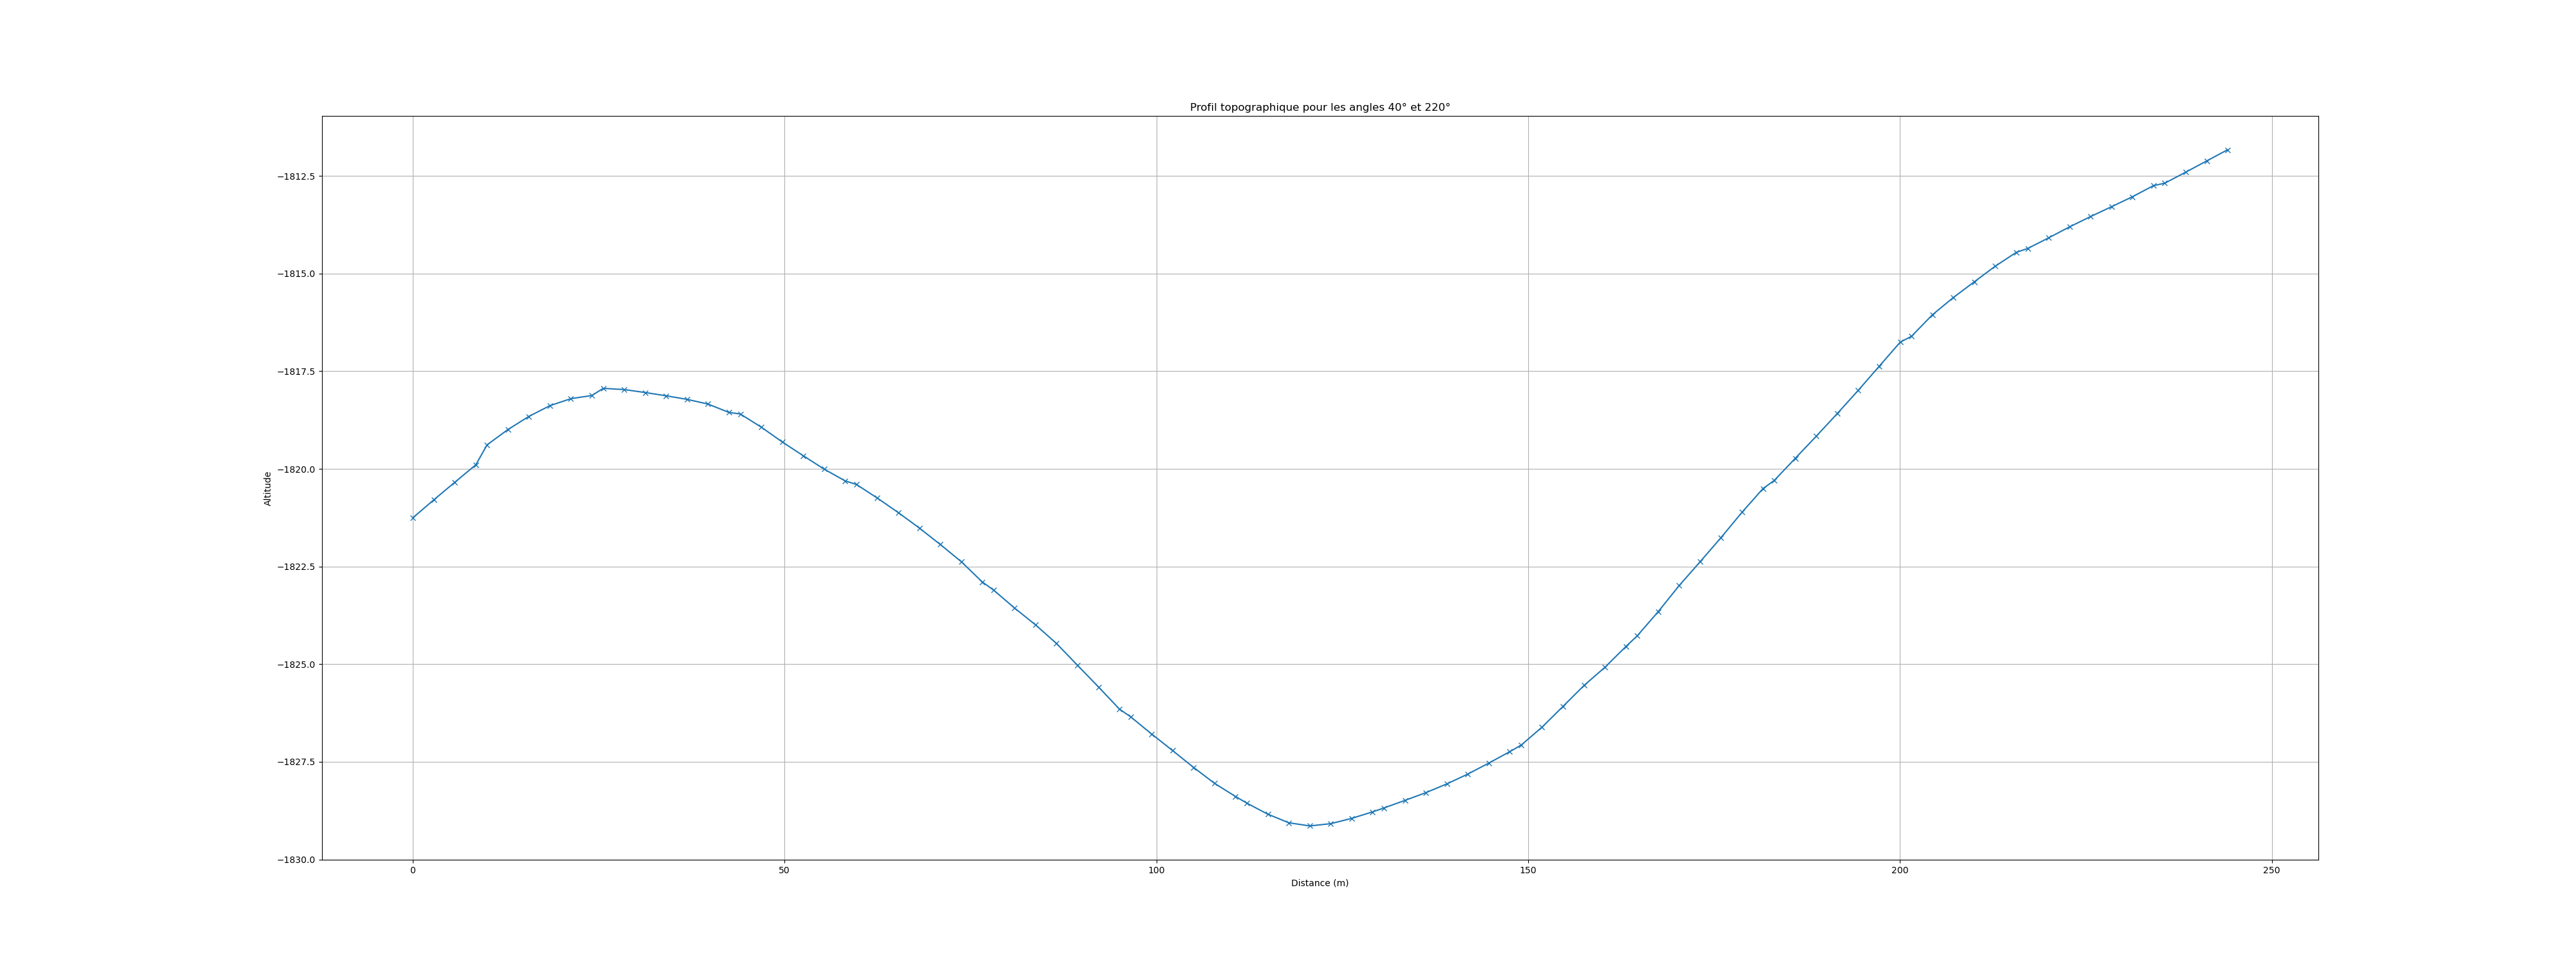 Profil topographique pour les angles 40° et 220°
−1812.5
−1815.0
−1817.5
−1820.0
−1822.5
−1825.0
−1827.5
−1830.0
Altitude
0 50 100 150 200 250
Distance (m)